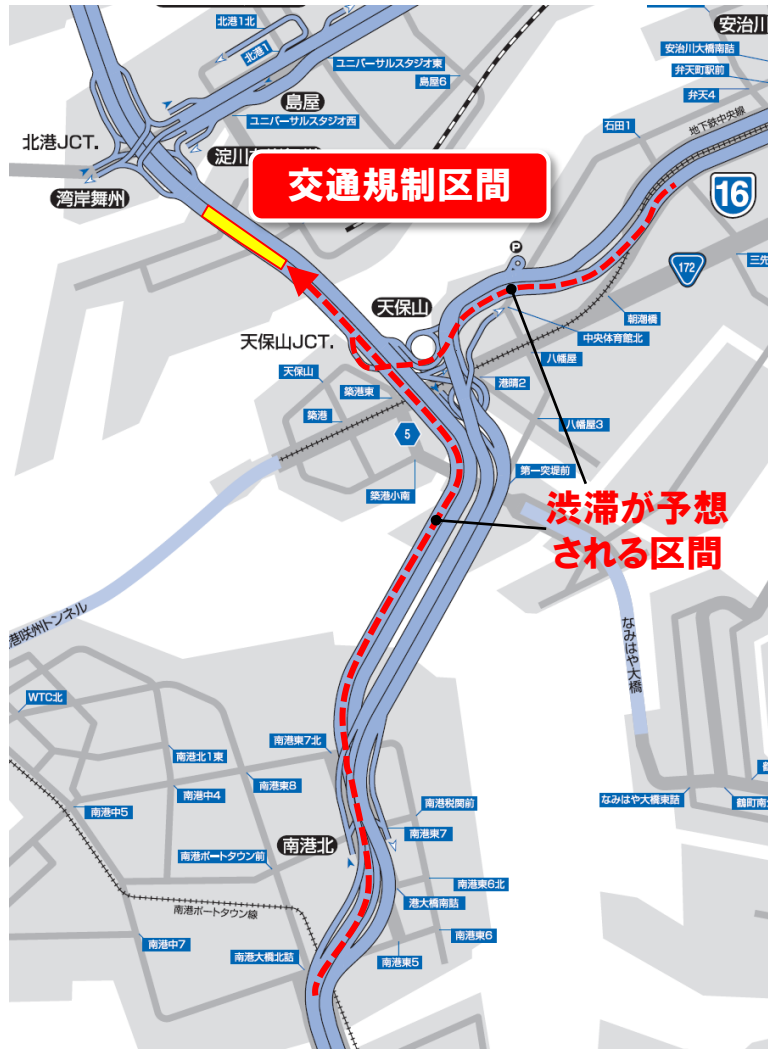 北港1北
安治川
北港1
ユニバーサルスタジオ東
島屋6
安治川大橋南詰
弁天町駅前
弁天4
島屋
ユニバーサルスタジオ西
石田1
地下鉄中央線
北港JCT.
淀川
湾岸舞州
交通規制区間
16
P
172
三先
天保山
朝潮橋
中央体育館北
天保山JCT.
八幡屋
天保山
港晴2
築港東
築港
八幡屋3
5
第一突堤前
築港小南
渋滞が予想
される区間
港咲州トンネル
なみはや大橋
WTC北
南港東7北
南港北1東
南港東8
南港中4
南港中5
南港税関前
なみはや大橋東詰
鶴町南
南港東7
南港北
南港ポートタウン前
南港東6北
港大橋南詰
南港ポートタウン線
南港東6
南港中7
南港大橋北詰
南港東5